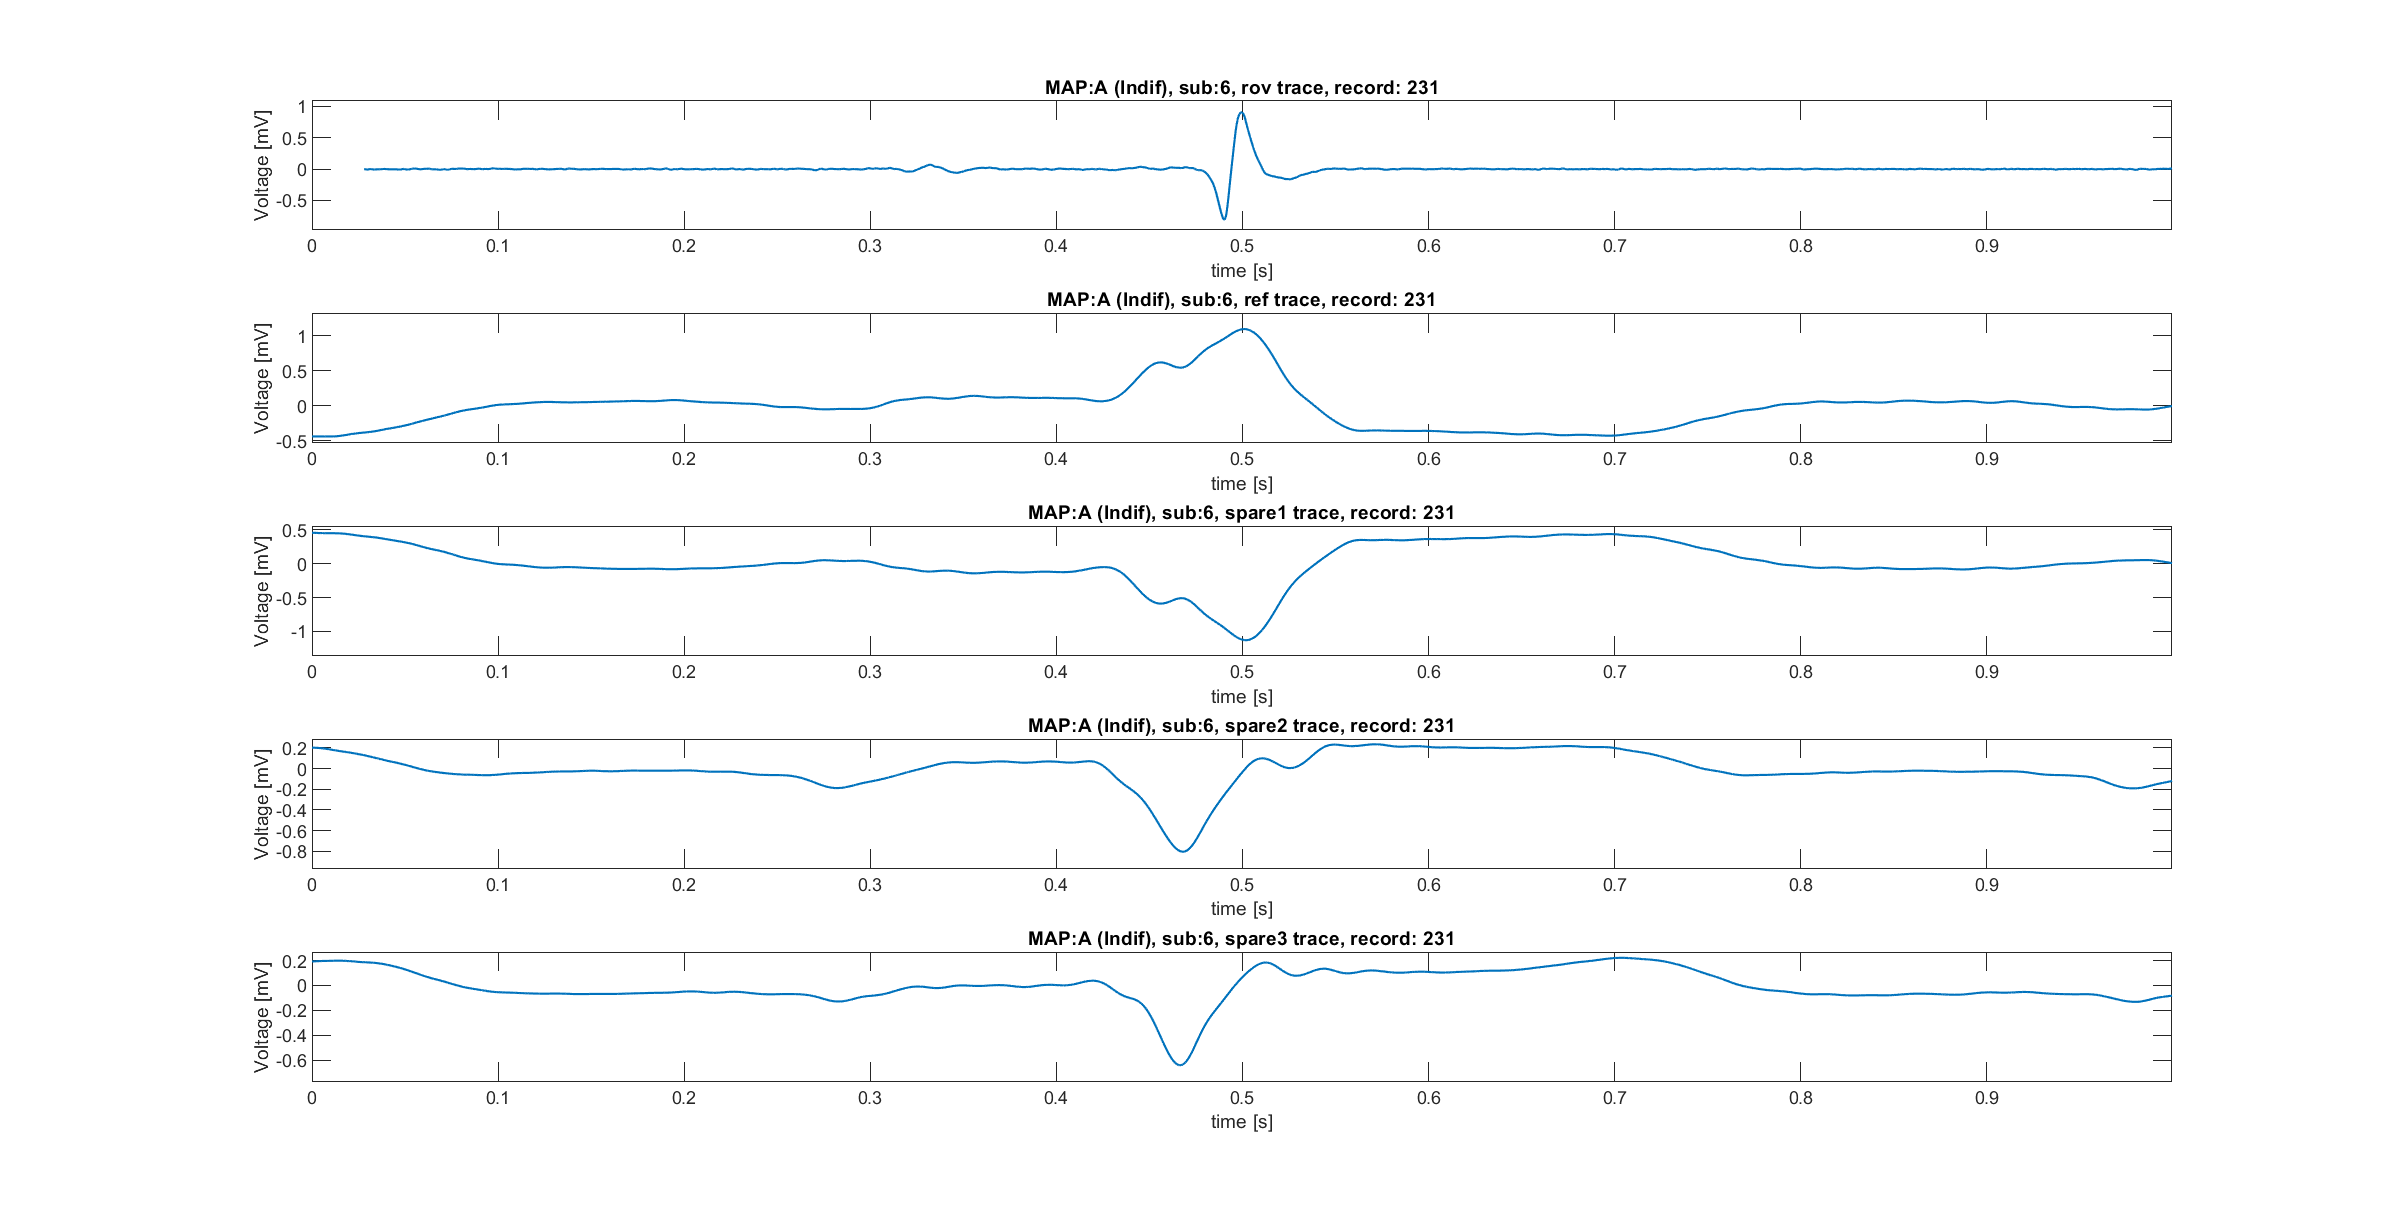 MAP:A (Indif), sub:6, rov trace, record: 231
Voltage [mV]
1
0.5
0
-0.5
0 0.1 0.2 0.3 0.4 0.5 0.6 0.7 0.8 0.9
time [s]
MAP:A (Indif), sub:6, ref trace, record: 231
Voltage [mV]
1
0.5
0
-0.5
0 0.1 0.2 0.3 0.4 0.5 0.6 0.7 0.8 0.9
time [s]
MAP:A (Indif), sub:6, spare1 trace, record: 231
Voltage [mV]
0.5
0
-0.5
-1
0 0.1 0.2 0.3 0.4 0.5 0.6 0.7 0.8 0.9
time [s]
MAP:A (Indif), sub:6, spare2 trace, record: 231
Voltage [mV]
0.2
0
-0.2
-0.4
-0.6
-0.8
0 0.1 0.2 0.3 0.4 0.5 0.6 0.7 0.8 0.9
time [s]
MAP:A (Indif), sub:6, spare3 trace, record: 231
Voltage [mV]
0.2
0
-0.2
-0.4
-0.6
0 0.1 0.2 0.3 0.4 0.5 0.6 0.7 0.8 0.9
time [s]